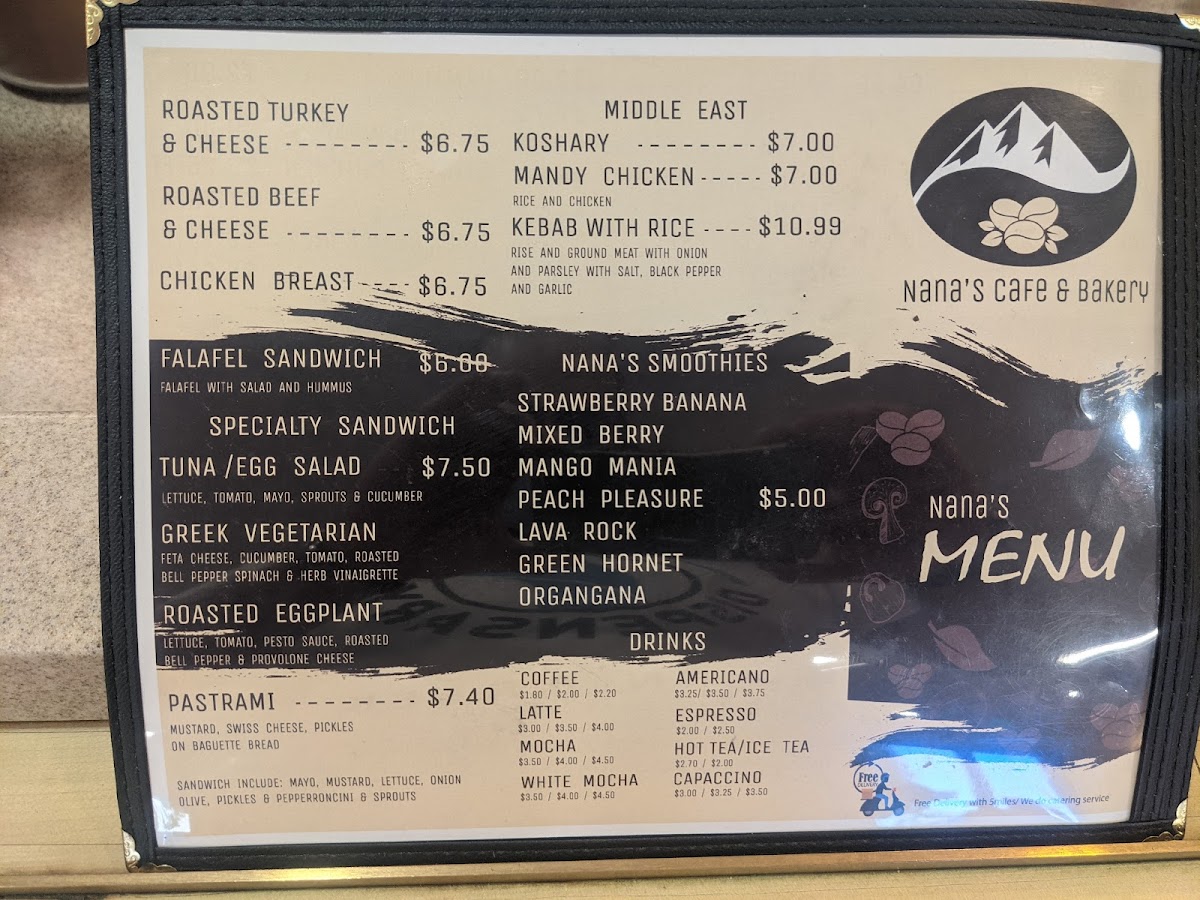 ROASTED TURKEY
& CHEESE -------- $6.75
ROASTED BEEF
& CHEESE -------- $6.75
CHICKEN BREAST ---- $6.75
FALAFEL SANDWICH $6.00
FALAFEL WITH SALAD AND HUMMUS
SPECIALTY SANDWICH
TUNA /EGG SALAD $7.50
LETTUCE, TOMATO, MAYO, SPROUTS & CUCUMBER
GREEK VEGETARIAN
FETA CHEESE, CUCUMBER, TOMATO, ROASTED
BELL PEPPER SPINACH & HERB VINAIGRETTE
ROASTED EGGPLANT
LETTUCE, TOMATO, PESTO SAUCE, ROASTED
BELL PEPPER & PROVOLONE CHEESE
PASTRAMI -------- $7.40
MUSTARD, SWISS CHEESE, PICKLES
ON BAGUETTE BREAD
SANDWICH INCLUDE: MAYO, MUSTARD, LETTUCE, ONION
OLIVE, PICKLES & PEPPERRONCINI & SPROUTS
MIDDLE EAST
KOSHARY -------- $7.00
MANDY CHICKEN ----- $7.00
RICE AND CHICKEN
KEBAB WITH RICE ---- $10.99
RISE AND GROUND MEAT WITH ONION
AND PARSLEY WITH SALT, BLACK PEPPER
AND GARLIC
NANA'S SMOOTHIES
STRAWBERRY BANANA
MIXED BERRY
MANGO MANIA
PEACH PLEASURE $5.00
LAVA ROCK
GREEN HORNET
ORGANGANA
DRINKS
COFFEE
$1.80 / $2.00 / $2.20
LATTE
$3.00 / $3.50 / $4.00
MOCHA
$3.50 / $4.00 / $4.50
WHITE MOCHA
$3.50 / $4.00 / $4.50
AMERICANO
$3.25/ $3.50 / $3.75
ESPRESSO
$2.00 / $2.50
HOT TEA/ICE TEA
$2.70 / $2.00
CAPACCINO
$3.00 / $3.25 / $3.50
Nana's Cafe & Bakery
Nana's
MENU
Free
DELIVERY
Free Delivery with 5miles/ We do catering service